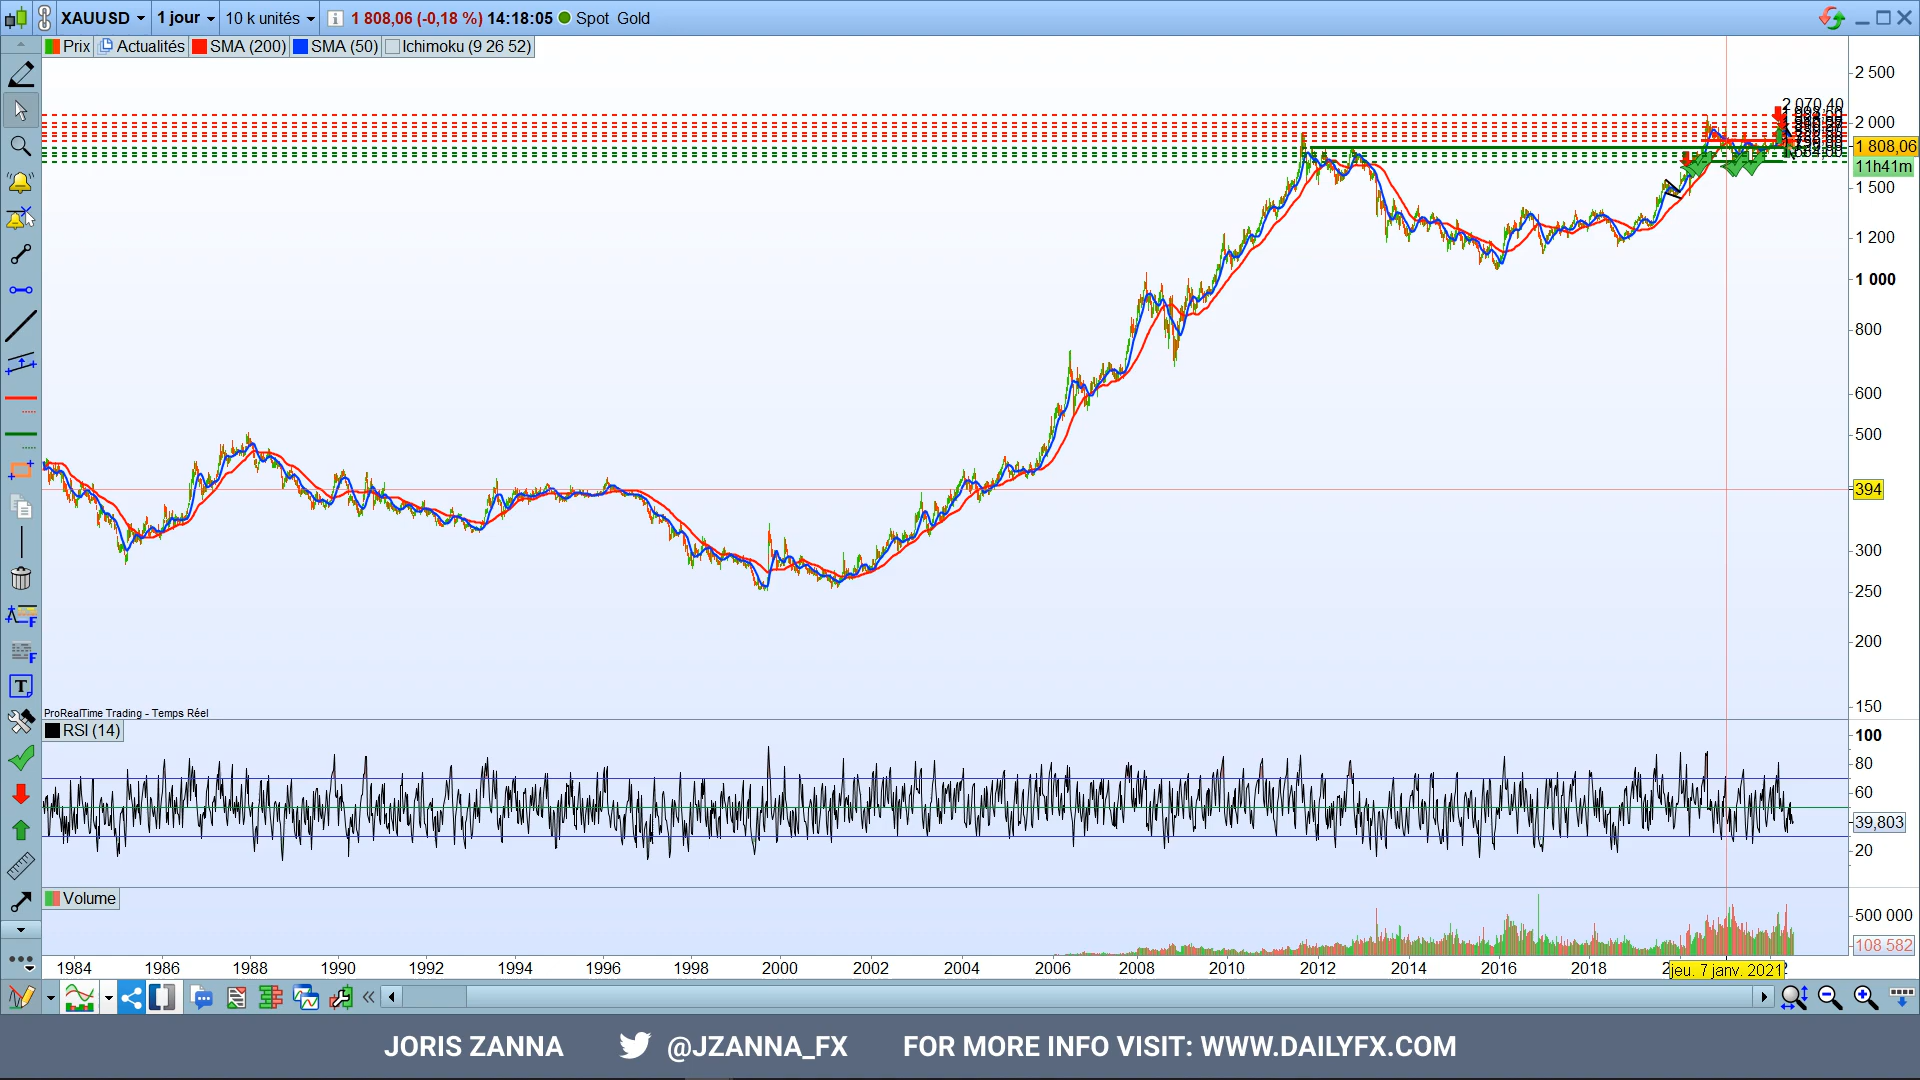 XAUUSD 1 jour 10 k unités 1 808,06 (-0,18 %) 14:18:05 Spot Gold
Prix Actualités SMA (200) SMA (50) Ichimoku (9 26 52)
2 500
2 070,40
2 000
1 808,06
11h41m
1 500
1 200
1 000
800
600
500
394
300
250
200
150
ProRealTime Trading - Temps Réel
RSI (14)
100
80
60
39,803
20
Volume
500 000
108 582
1984 1986 1988 1990 1992 1994 1996 1998 2000 2002 2004 2006 2008 2010 2012 2014 2016 2018 jeu. 7 janv. 2021
JORIS ZANNA @JZANNA_FX FOR MORE INFO VISIT: WWW.DAILYFX.COM